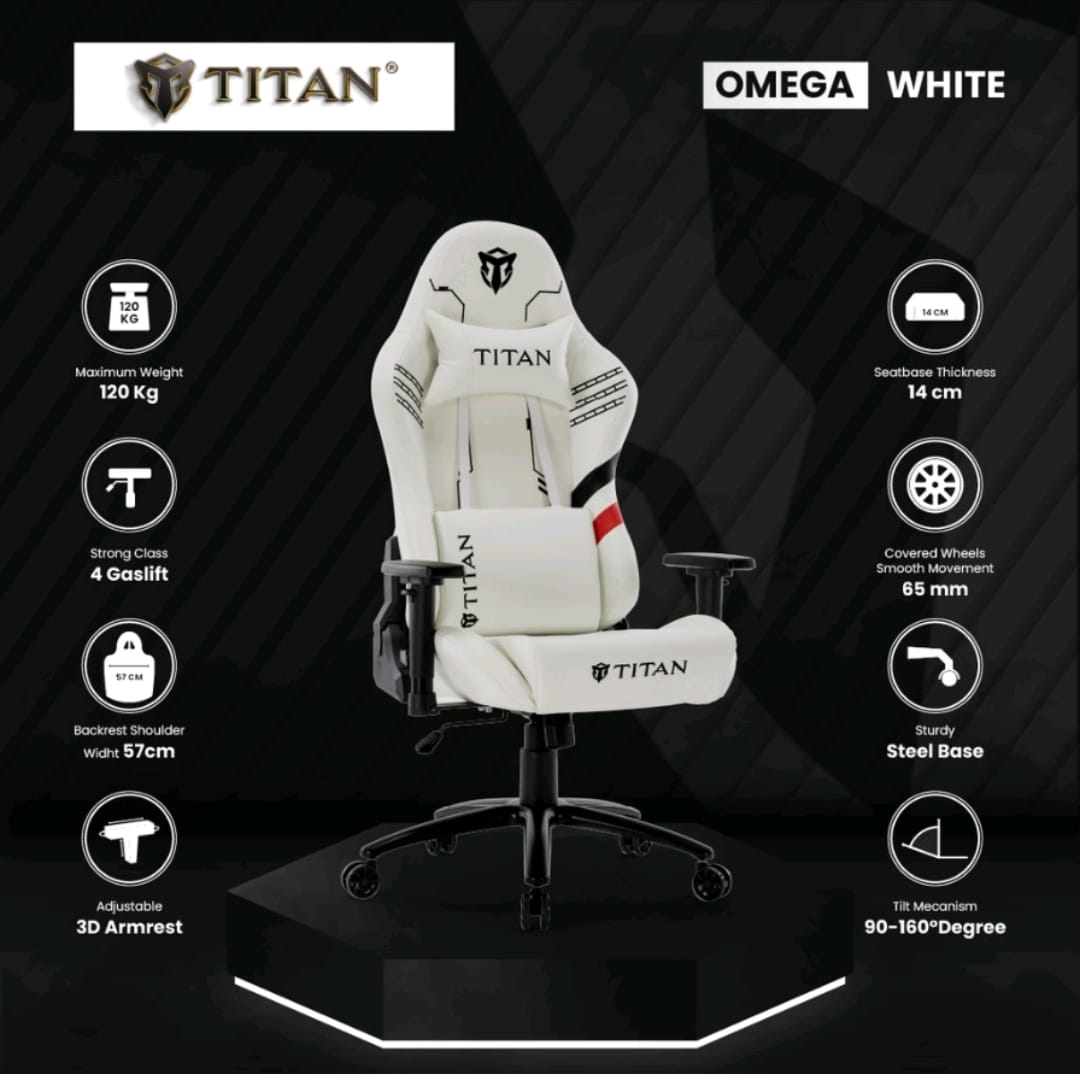 TITAN®
OMEGA WHITE
120
KG
Maximum Weight
120 Kg
Strong Class
4 Gaslift
57 CM
Backrest Shoulder
Widht 57cm
Adjustable
3D Armrest
TITAN
TITAN
TITAN
14 CM
Seatbase Thickness
14 cm
Covered Wheels
Smooth Movement
65 mm
Sturdy
Steel Base
Tilt Mecanism
90-160°Degree